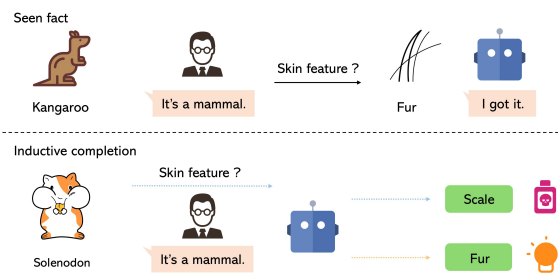 Seen fact
Skin feature ?
Kangaroo
It's a mammal.
Fur
I got it.
Inductive completion
Skin feature ?
Scale
Solenodon
It's a mammal.
Fur